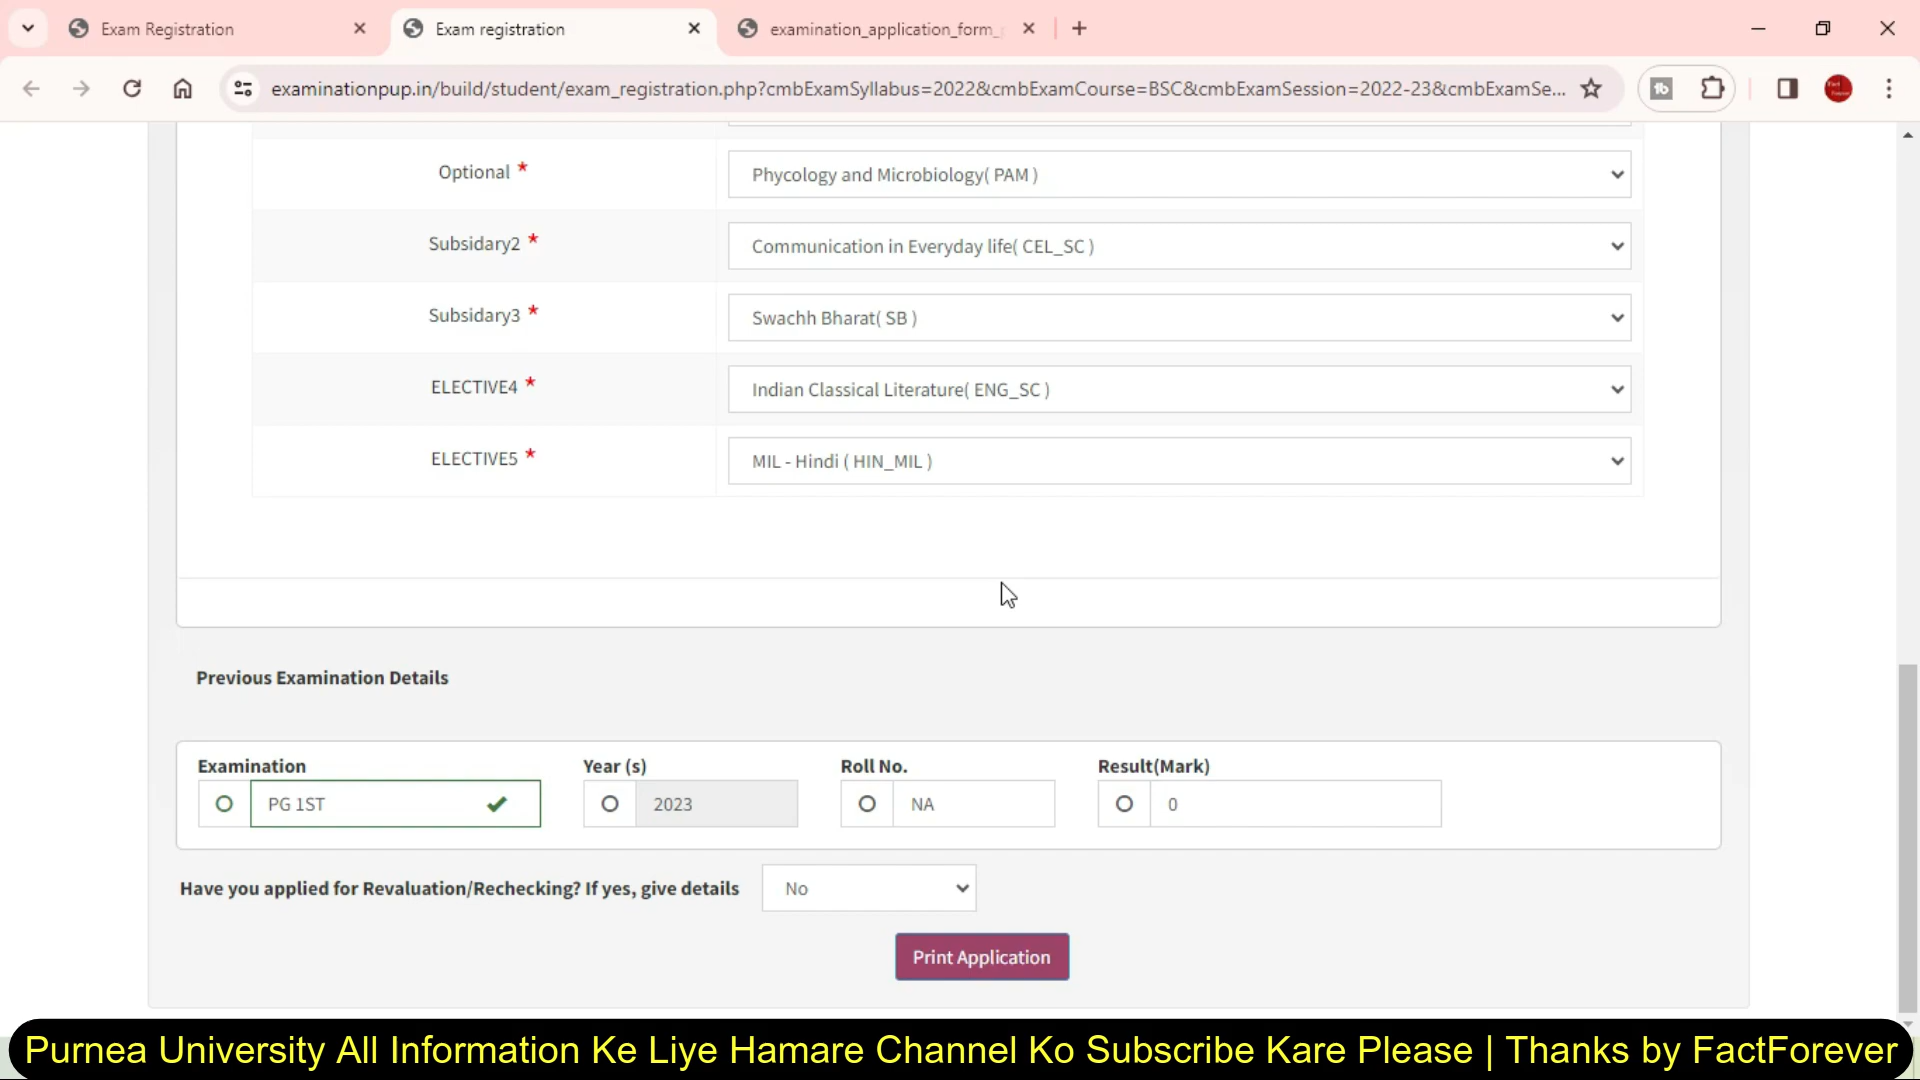 Exam Registration
Exam registration
examination_application_form_
examinationpup.in/build/student/exam_registration.php?cmbExamSyllabus=2022&cmbExamCourse=BSC&cmbExamSession=2022-23&cmbExamSe...
Optional *
Phycology and Microbiology( PAM )
Subsidary2 *
Communication in Everyday life( CEL_SC )
Subsidary3 *
Swachh Bharat( SB )
ELECTIVE4 *
Indian Classical Literature( ENG_SC )
ELECTIVE5 *
MIL - Hindi ( HIN_MIL )
Previous Examination Details
Examination Year (s) Roll No. Result(Mark)
PG 1ST 2023 NA 0
Have you applied for Revaluation/Rechecking? If yes, give details No
Print Application
Purnea University All Information Ke Liye Hamare Channel Ko Subscribe Kare Please | Thanks by FactForever